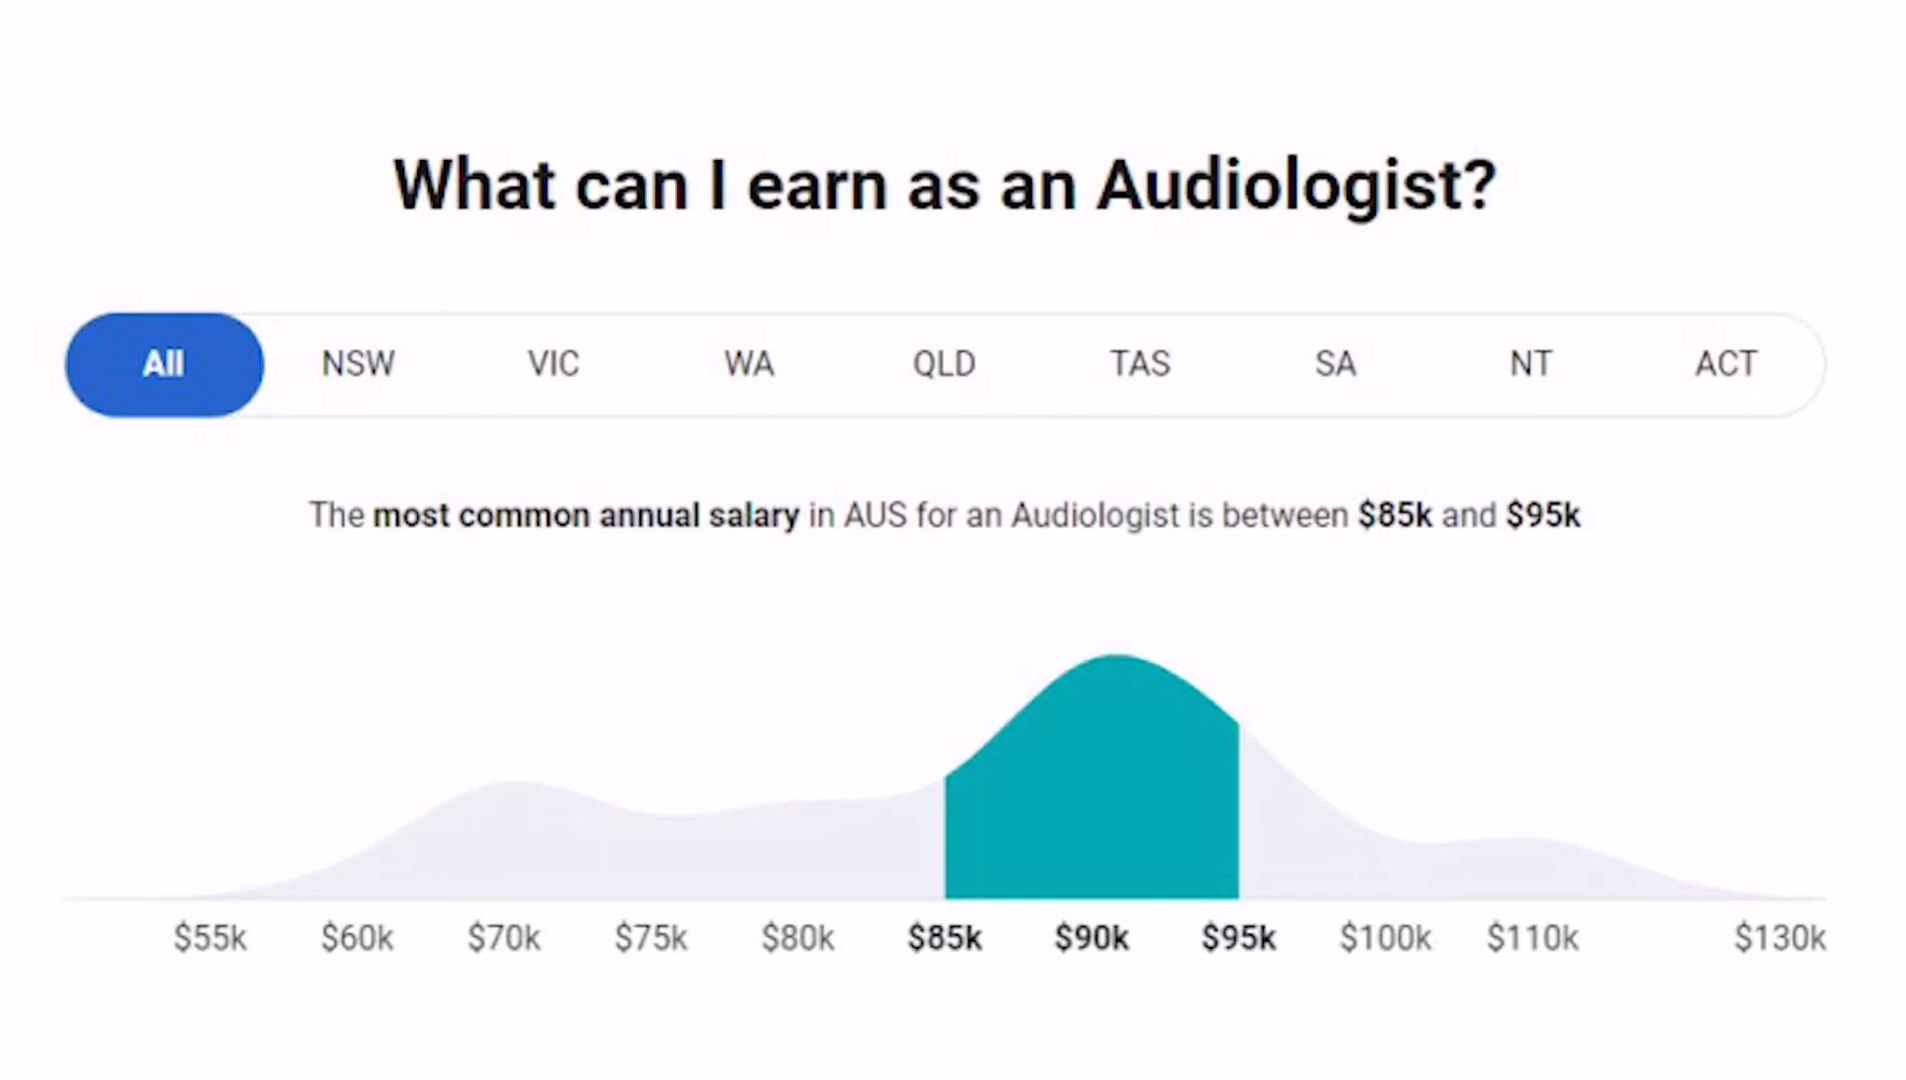 What can I earn as an Audiologist?
All NSW VIC WA QLD TAS SA NT ACT
The most common annual salary in AUS for an Audiologist is between $85k and $95k
$55k $60k $70k $75k $80k $85k $90k $95k $100k $110k $130k